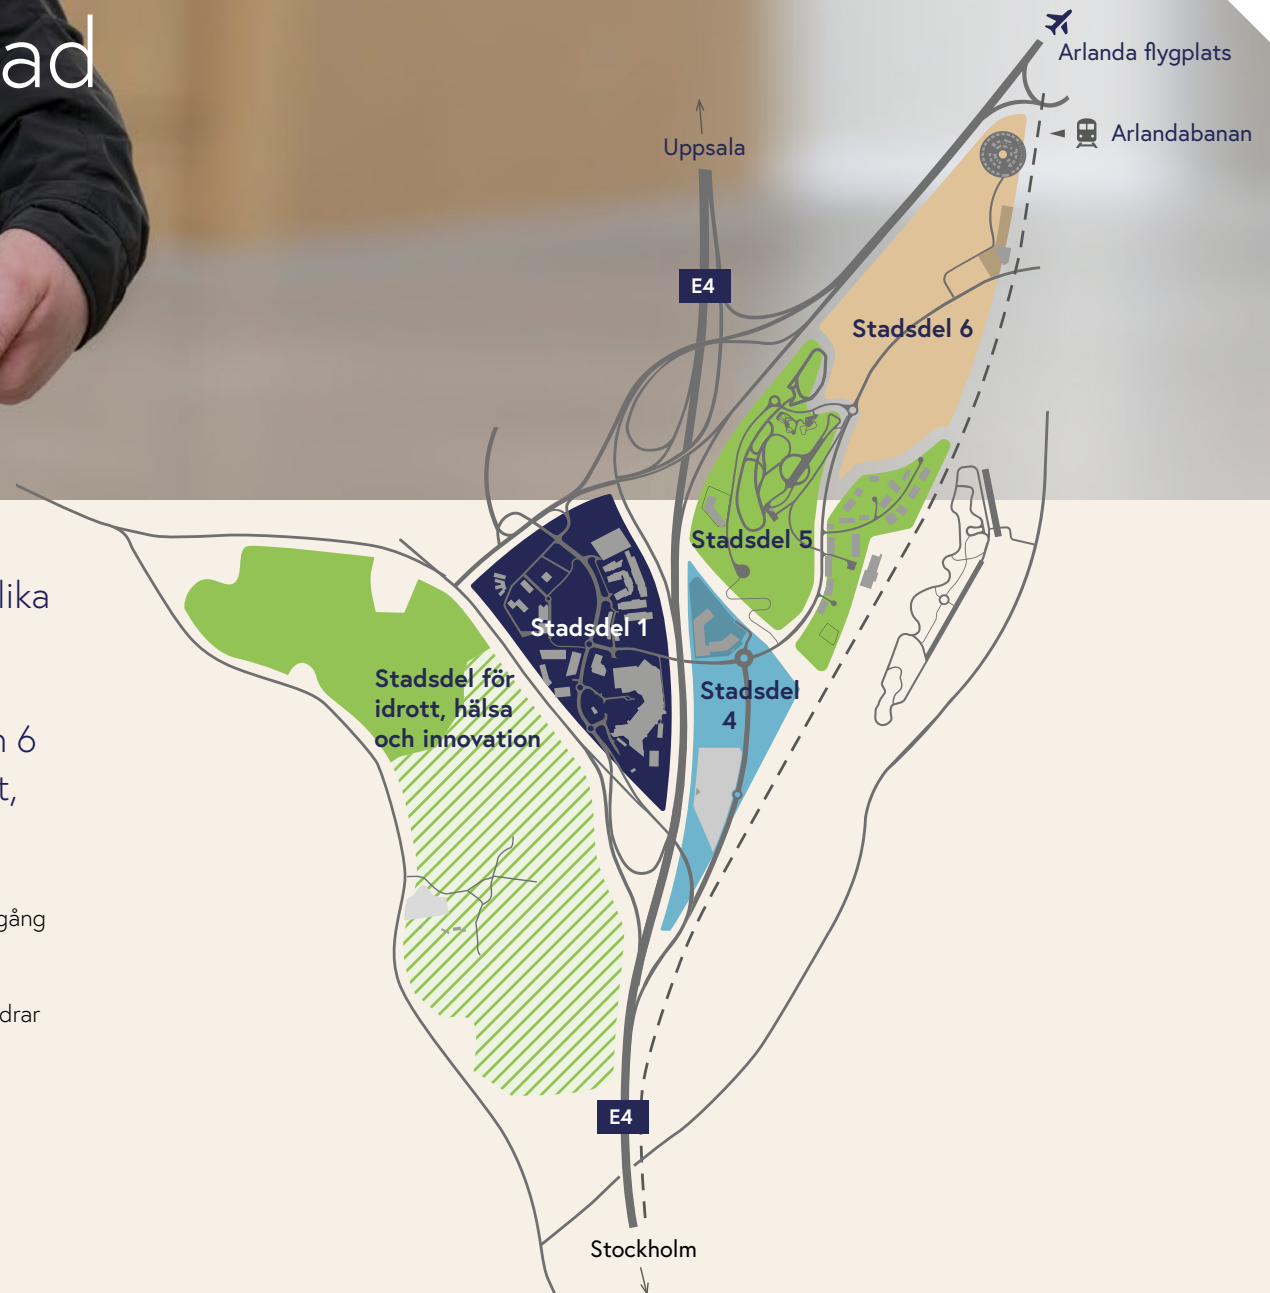 ad
Arlanda flygplats
Arlandabanan
Uppsala
E4
Stadsdel 6
Stadsdel 5
Stadsdel 1
Stadsdel
4
Stadsdel för
idrott, hälsa
och innovation
lika
6
t,
gång
drar
E4
Stockholm